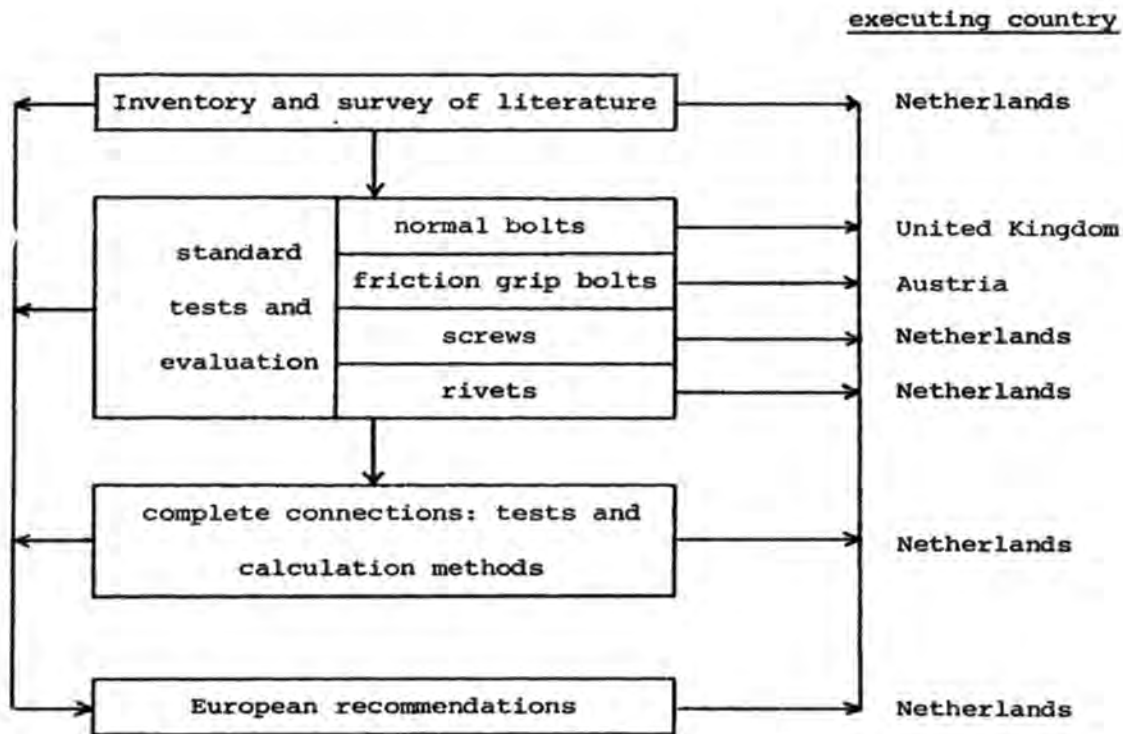 executing country
Inventory and survey of literature
Netherlands
standard
tests and
evaluation
normal bolts
United Kingdom
friction grip bolts
Austria
screws
Netherlands
rivets
Netherlands
complete connections: tests and
calculation methods
Netherlands
European recommendations
Netherlands